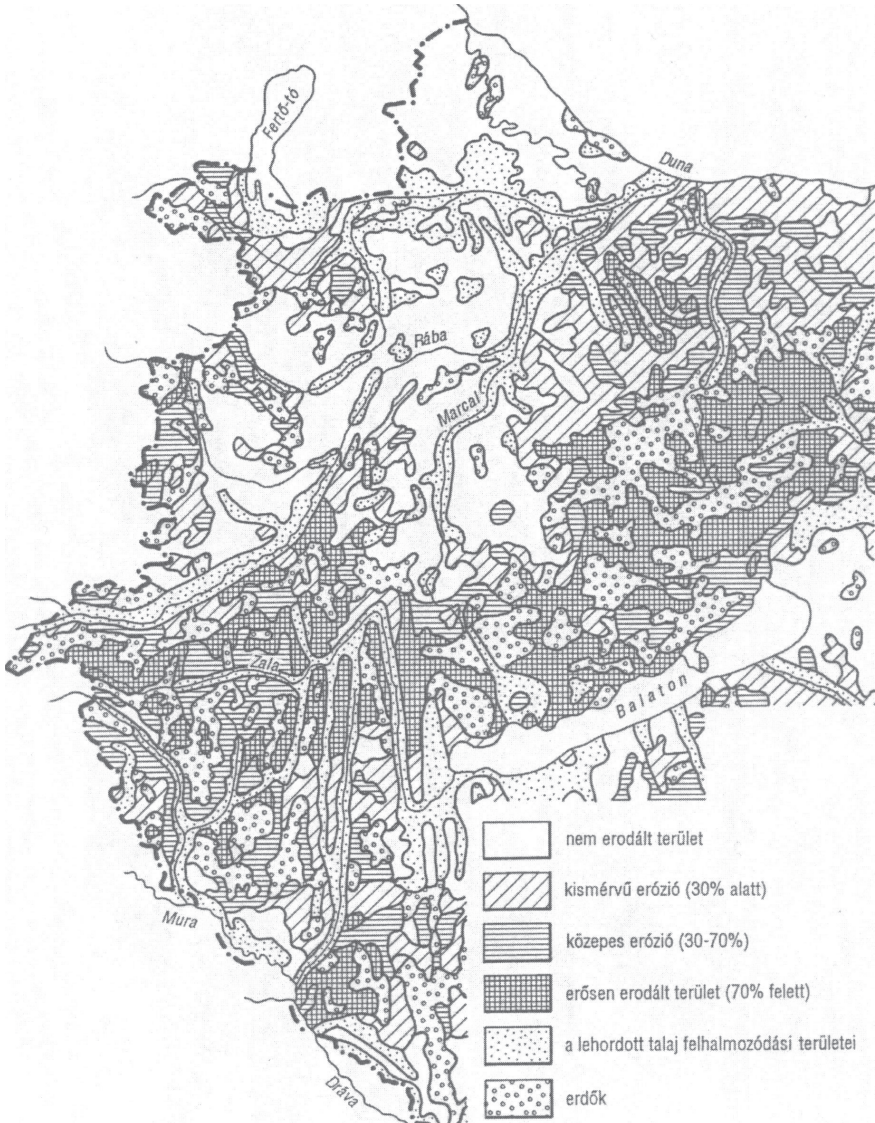 Fertő-tó
Duna
Rába
Marcal
Zala
Balaton
Mura
Dráva
nem erodált terület
kismérvű erózió (30% alatt)
közepes erózió (30-70%)
erősen erodált terület (70% felett)
a lehordott talaj felhalmozódási területei
erdők